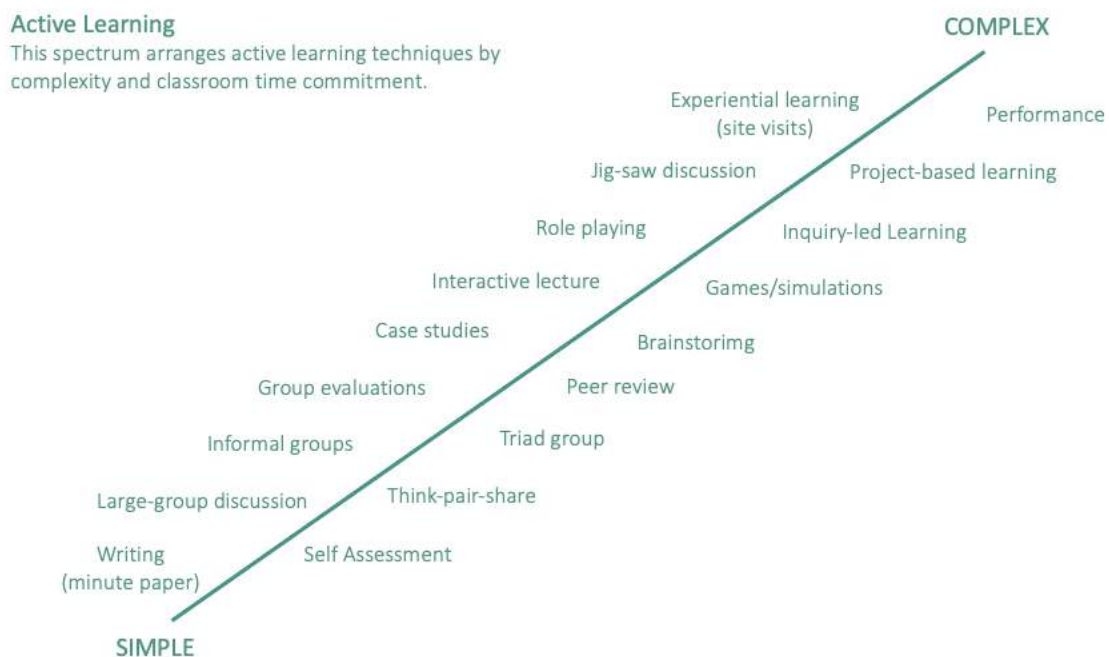 Active Learning
This spectrum arranges active learning techniques by
complexity and classroom time commitment.
COMPLEX
Experiential learning
(site visits)
Performance
Jig-saw discussion
Project-based learning
Role playing
Inquiry-led Learning
Interactive lecture
Games/simulations
Case studies
Brainstorimg
Group evaluations
Peer review
Informal groups
Triad group
Large-group discussion
Think-pair-share
Writing
(minute paper)
Self Assessment
SIMPLE